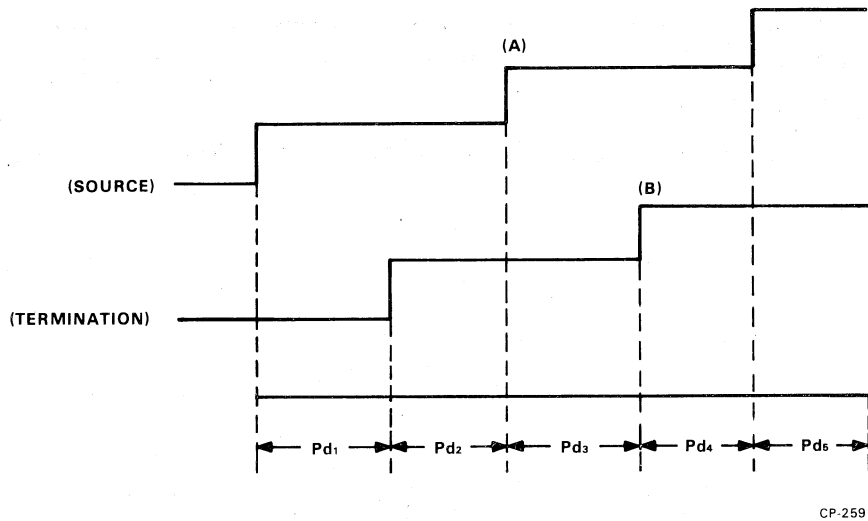 (A)
(SOURCE)
(B)
(TERMINATION)
Pd1 Pd2 Pd3 Pd4 Pd5
CP-259